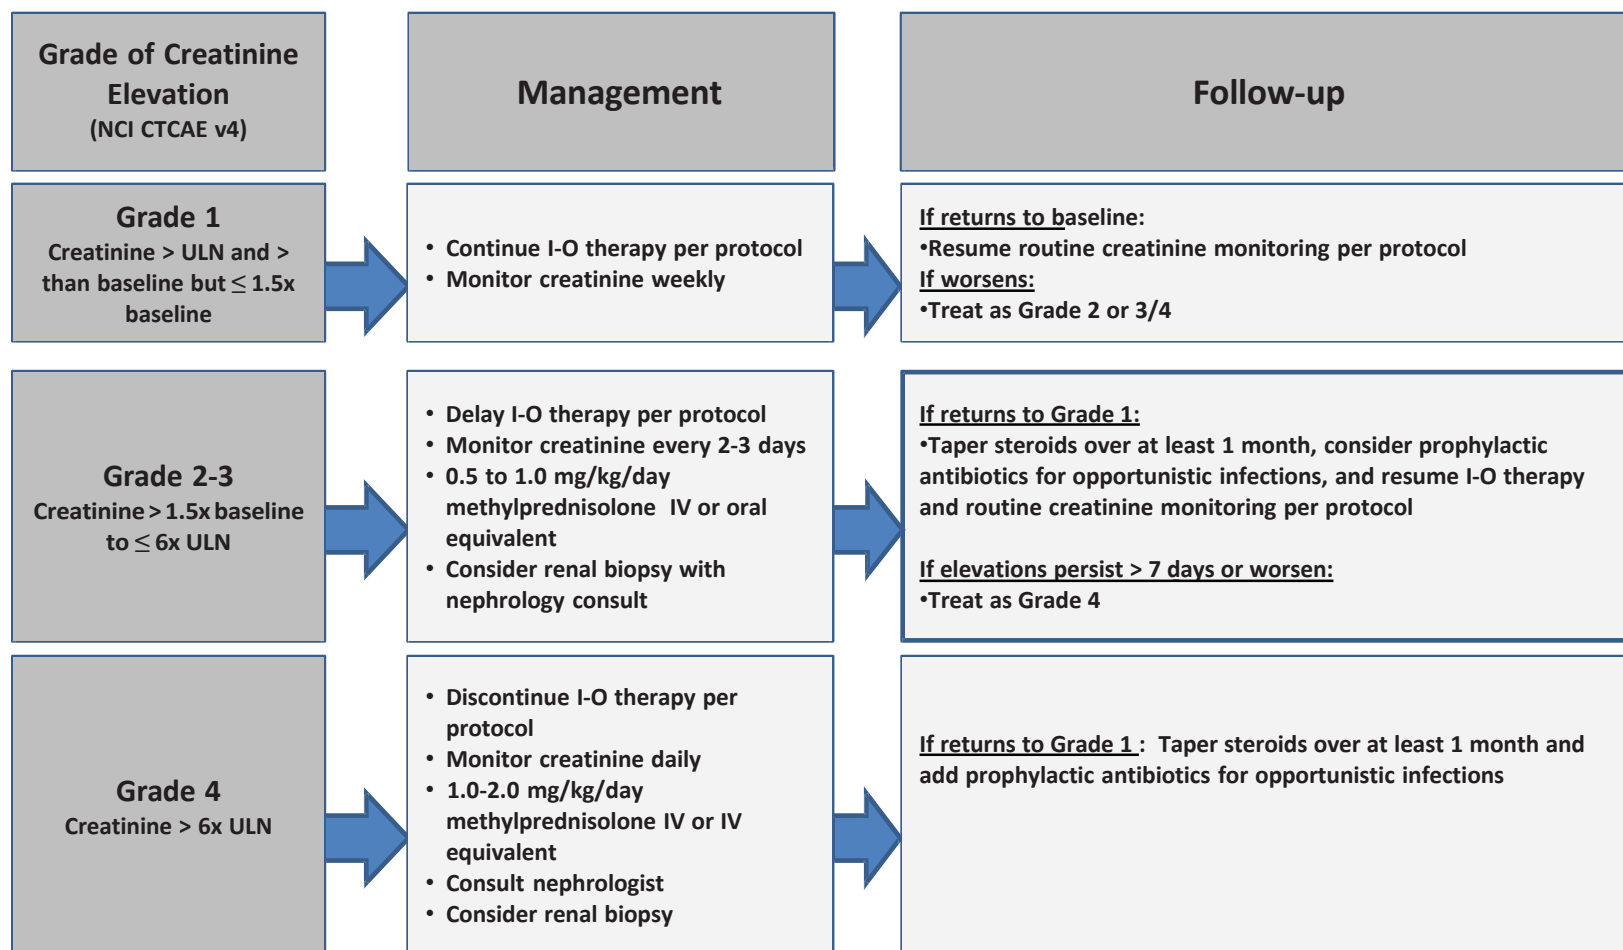 Grade of Creatinine
Elevation
(NCI CTCAE v4)
Management
Follow-up
Grade 1
Creatinine > ULN and >
than baseline but ≤ 1.5x
baseline
• Continue I-O therapy per protocol
• Monitor creatinine weekly
If returns to baseline:
•Resume routine creatinine monitoring per protocol
If worsens:
•Treat as Grade 2 or 3/4
Grade 2-3
Creatinine > 1.5x baseline
to ≤ 6x ULN
• Delay I-O therapy per protocol
• Monitor creatinine every 2-3 days
• 0.5 to 1.0 mg/kg/day
methylprednisolone IV or oral
equivalent
• Consider renal biopsy with
nephrology consult
If returns to Grade 1:
•Taper steroids over at least 1 month, consider prophylactic
antibiotics for opportunistic infections, and resume I-O therapy
and routine creatinine monitoring per protocol
If elevations persist > 7 days or worsen:
•Treat as Grade 4
Grade 4
Creatinine > 6x ULN
• Discontinue I-O therapy per
protocol
• Monitor creatinine daily
• 1.0-2.0 mg/kg/day
methylprednisolone IV or IV
equivalent
• Consult nephrologist
• Consider renal biopsy
If returns to Grade 1 : Taper steroids over at least 1 month and
add prophylactic antibiotics for opportunistic infections